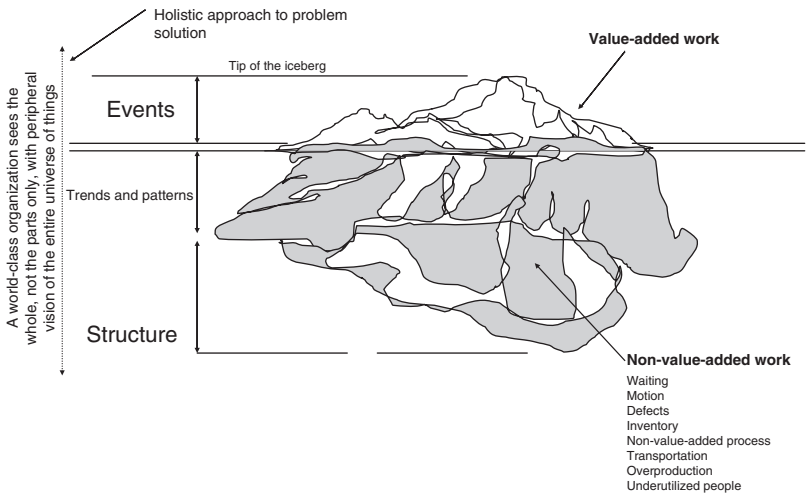 Holistic approach to problem
solution
Value-added work
Tip of the iceberg
Events
A world-class organization sees the
whole, not the parts only, with peripheral
vision of the entire universe of things
Trends and patterns
Structure
Non-value-added work
Waiting
Motion
Defects
Inventory
Non-value-added process
Transportation
Overproduction
Underutilized people